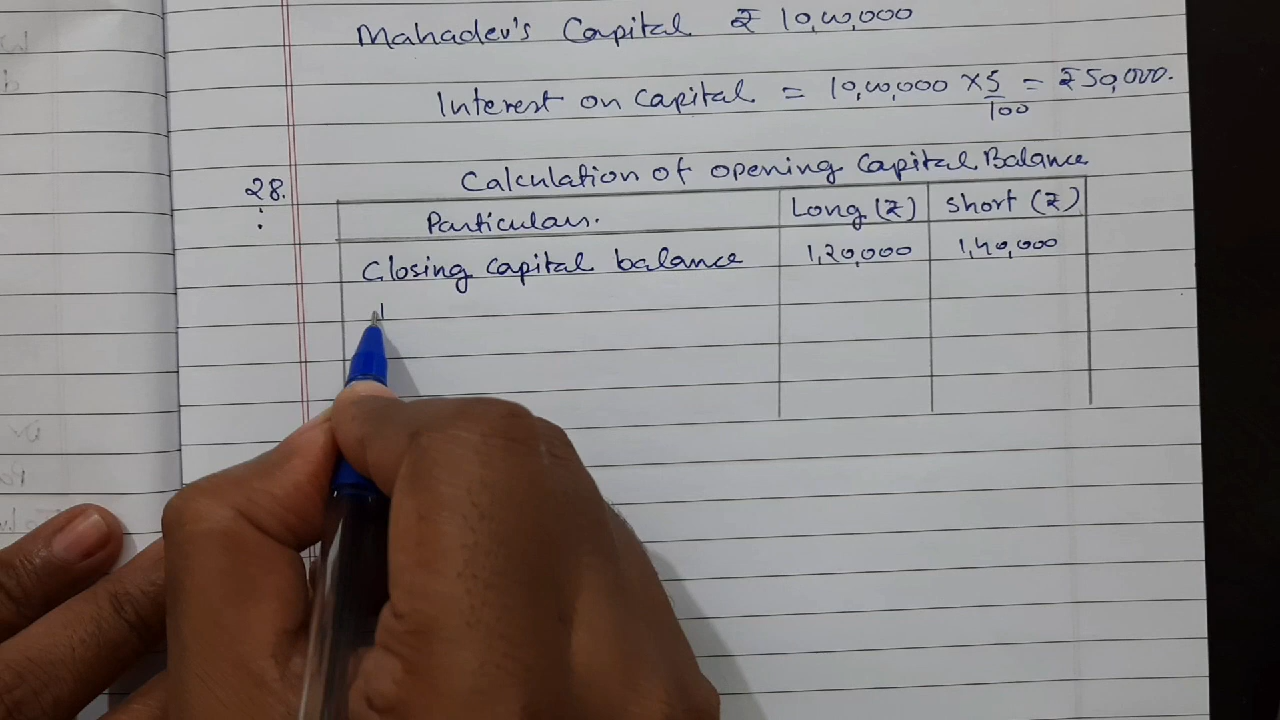 Mahadev's Capital ₹ 10,00,000
Interest on Capital = 10,00,000 × 5/100 = ₹50,000.
28.
Calculation of opening Capital Balance
Particulars. Long (₹) Short (₹)
Closing capital balance 1,20,000 1,40,000